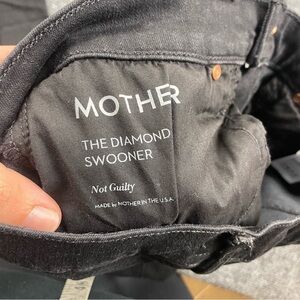 MOTHER
THE DIAMOND
SWOONER
Not Guilty
MADE by MOTHER IN THE U.S.A.